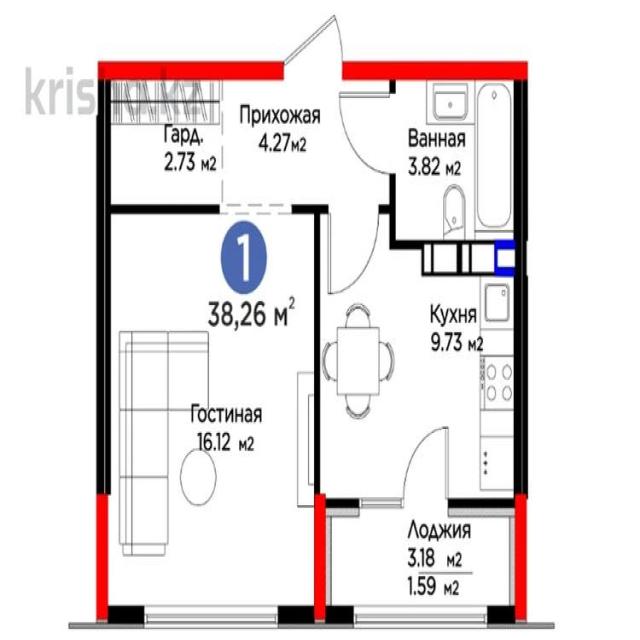 krisha.kz
Прихожая
4.27м2
Гард.
2.73 м2
Ванная
3.82 м2
1
38,26 м2
Кухня
9.73 м2
Гостиная
16.12 м2
Лоджия
3.18 м2
1.59 м2